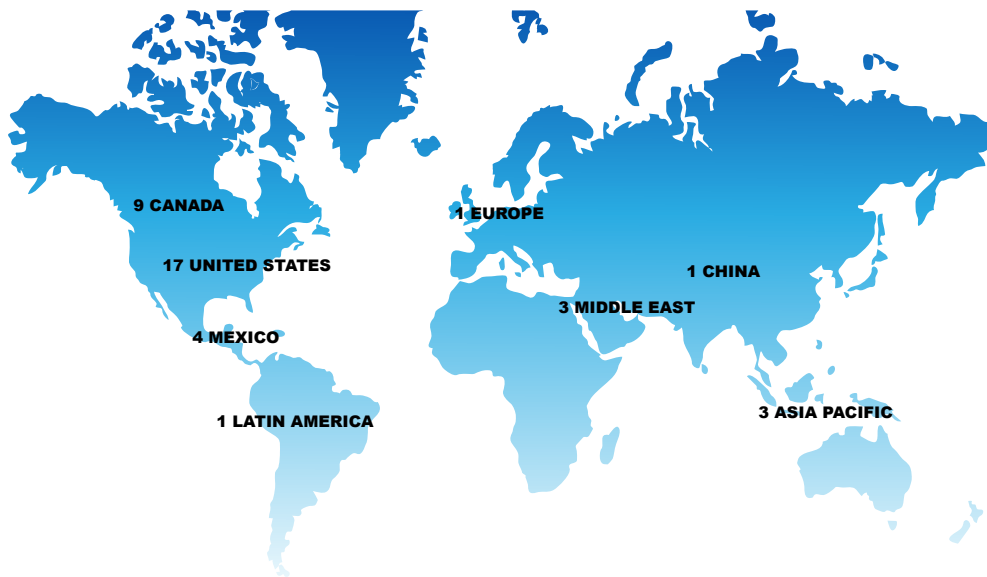 9 CANADA
1 EUROPE
17 UNITED STATES
1 CHINA
3 MIDDLE EAST
4 MEXICO
3 ASIA PACIFIC
1 LATIN AMERICA